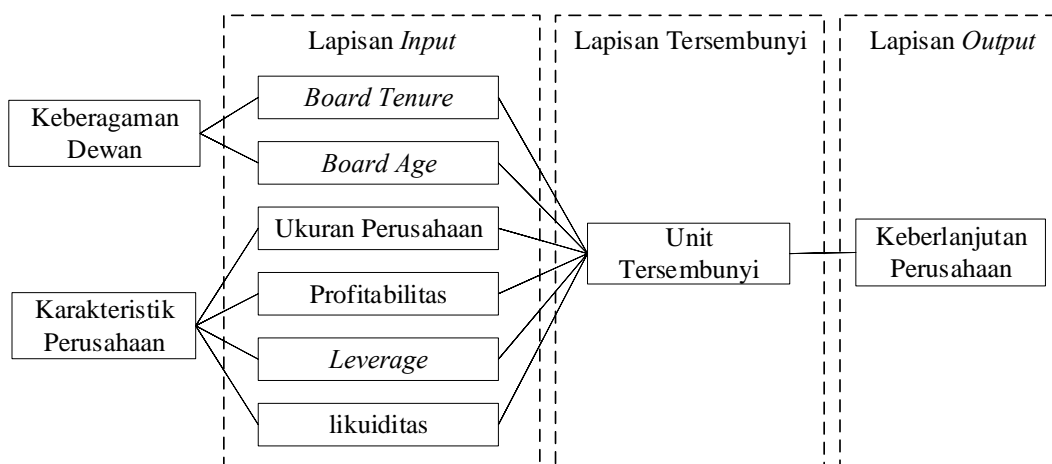 Lapisan Input
Lapisan Tersembunyi
Lapisan Output
Keberagaman
Dewan
Board Tenure
Board Age
Ukuran Perusahaan
Unit
Tersembunyi
Keberlanjutan
Perusahaan
Karakteristik
Perusahaan
Profitabilitas
Leverage
likuiditas